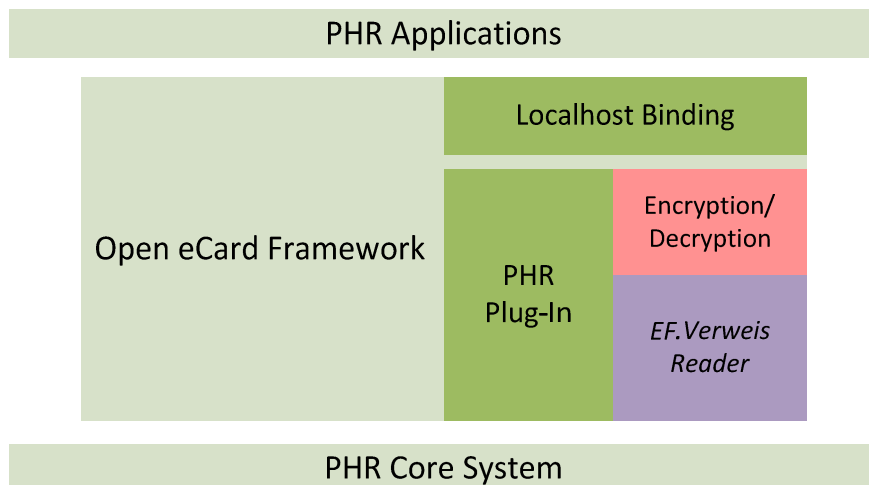 PHR Applications
Localhost Binding
Open eCard Framework
PHR
Plug-In
Encryption/
Decryption
EF.Verweis
Reader
PHR Core System